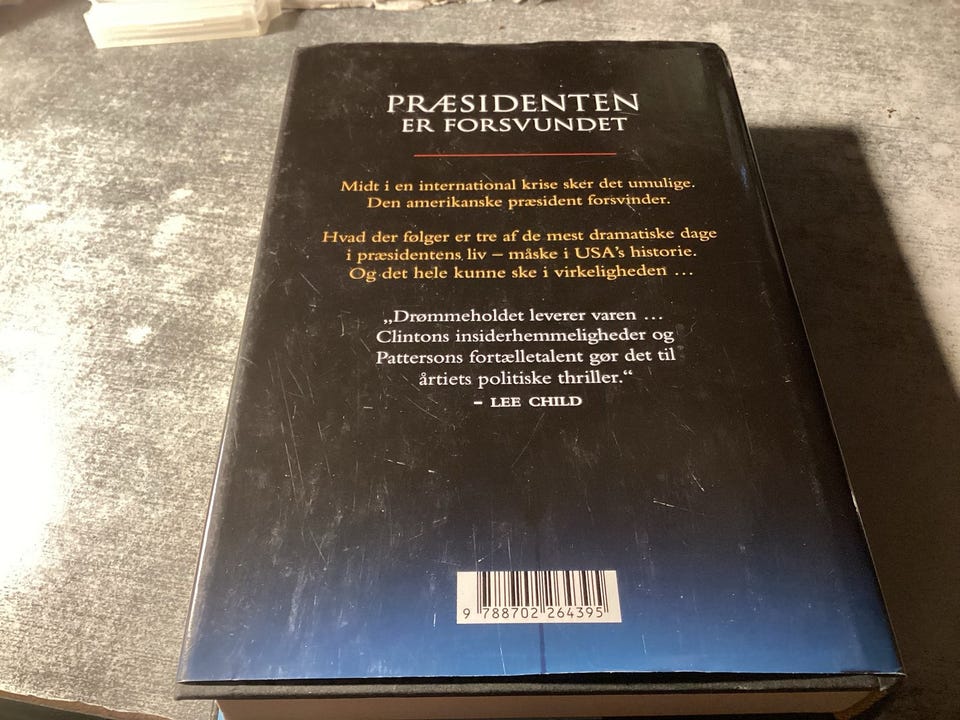 PRÆSIDENTEN
ER FORSVUNDET
Midt i en international krise sker det umulige.
Den amerikanske præsident forsvinder.
Hvad der følger er tre af de mest dramatiske dage
i præsidentens liv – måske i USA's historie.
Og det hele kunne ske i virkeligheden ...
„Drømmeholdet leverer varen ...
Clintons insiderhemmeligheder og
Pattersons fortælletalent gør det til
årtiets politiske thriller.“
– LEE CHILD
9 788702 264395